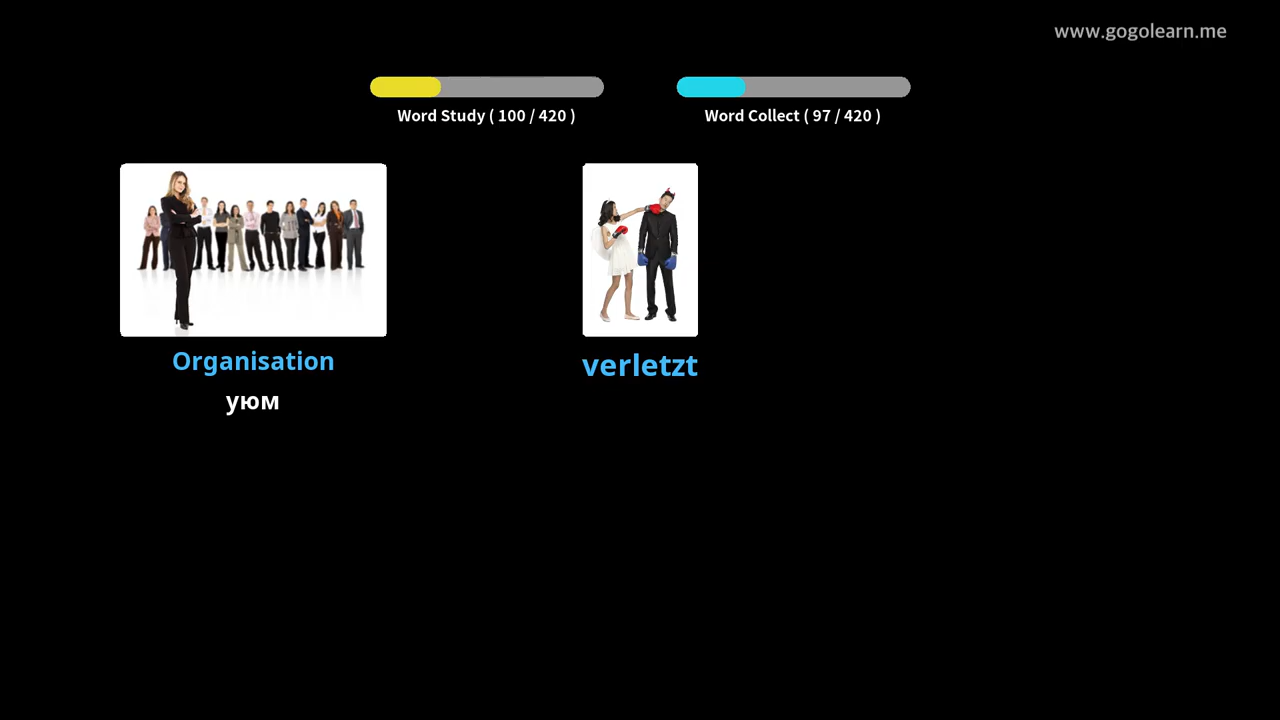 www.gogolearn.me
Word Study ( 100 / 420 )
Word Collect ( 97 / 420 )
Organisation
уюм
verletzt